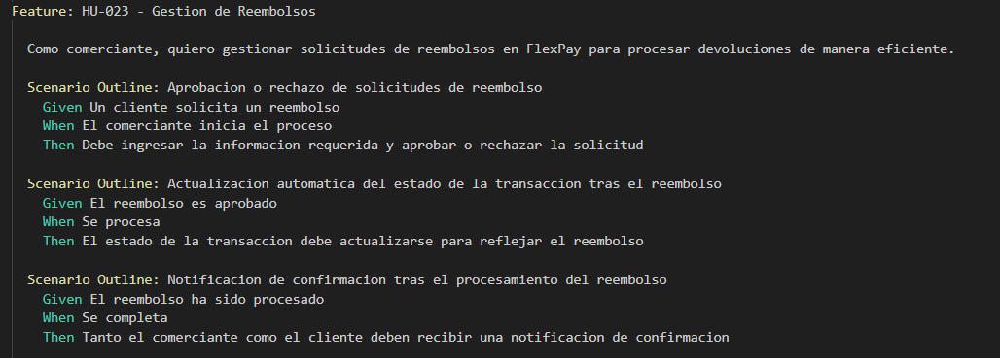 Feature: HU-023 - Gestion de Reembolsos
Como comerciante, quiero gestionar solicitudes de reembolsos en FlexPay para procesar devoluciones de manera eficiente.
Scenario Outline: Aprobacion o rechazo de solicitudes de reembolso
Given Un cliente solicita un reembolso
When El comerciante inicia el proceso
Then Debe ingresar la informacion requerida y aprobar o rechazar la solicitud
Scenario Outline: Actualizacion automatica del estado de la transaccion tras el reembolso
Given El reembolso es aprobado
When Se procesa
Then El estado de la transaccion debe actualizarse para reflejar el reembolso
Scenario Outline: Notificacion de confirmacion tras el procesamiento del reembolso
Given El reembolso ha sido procesado
When Se completa
Then Tanto el comerciante como el cliente deben recibir una notificacion de confirmacion